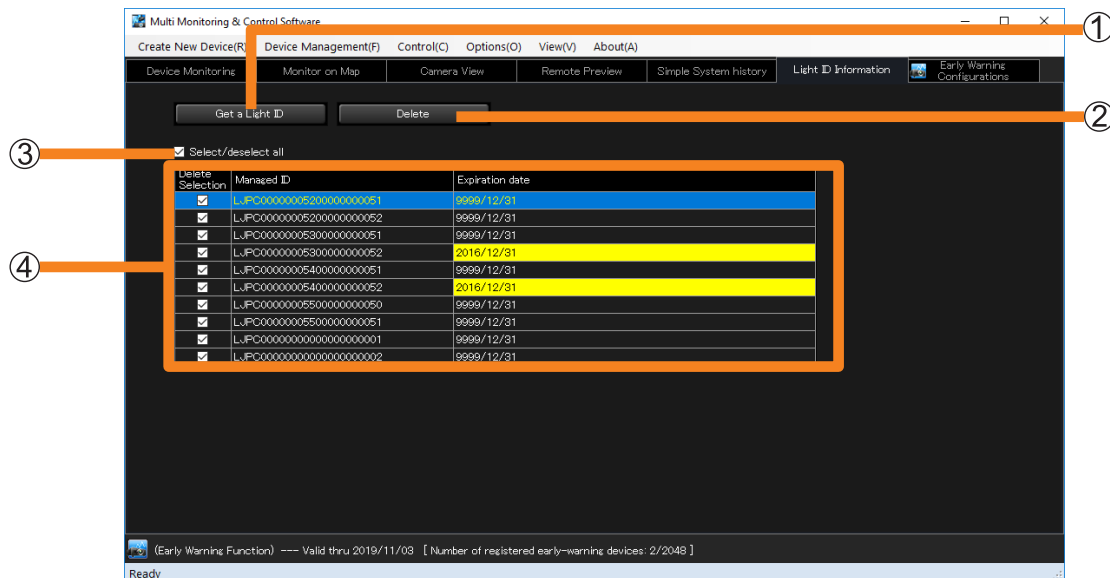 Multi Monitoring & Control Software
①
Create New Device(R) Device Management(F) Control(C) Options(O) View(V) About(A)
Device Monitoring Monitor on Map Camera View Remote Preview Simple System history Light ID Information Early Warning Configurations
Get a Light ID Delete
②
③
Select/deselect all
Delete Selection Managed ID Expiration date
LJPC00000005200000000051 9999/12/31
LJPC00000005200000000052 9999/12/31
LJPC00000005300000000051 9999/12/31
LJPC00000005300000000052 2016/12/31
④
LJPC00000005400000000051 9999/12/31
LJPC00000005400000000052 2016/12/31
LJPC00000005500000000050 9999/12/31
LJPC00000005500000000051 9999/12/31
LJPC00000000000000000001 9999/12/31
LJPC00000000000000000002 9999/12/31
(Early Warning Function) --- Valid thru 2019/11/03 [ Number of registered early-warning devices: 2/2048 ]
Ready